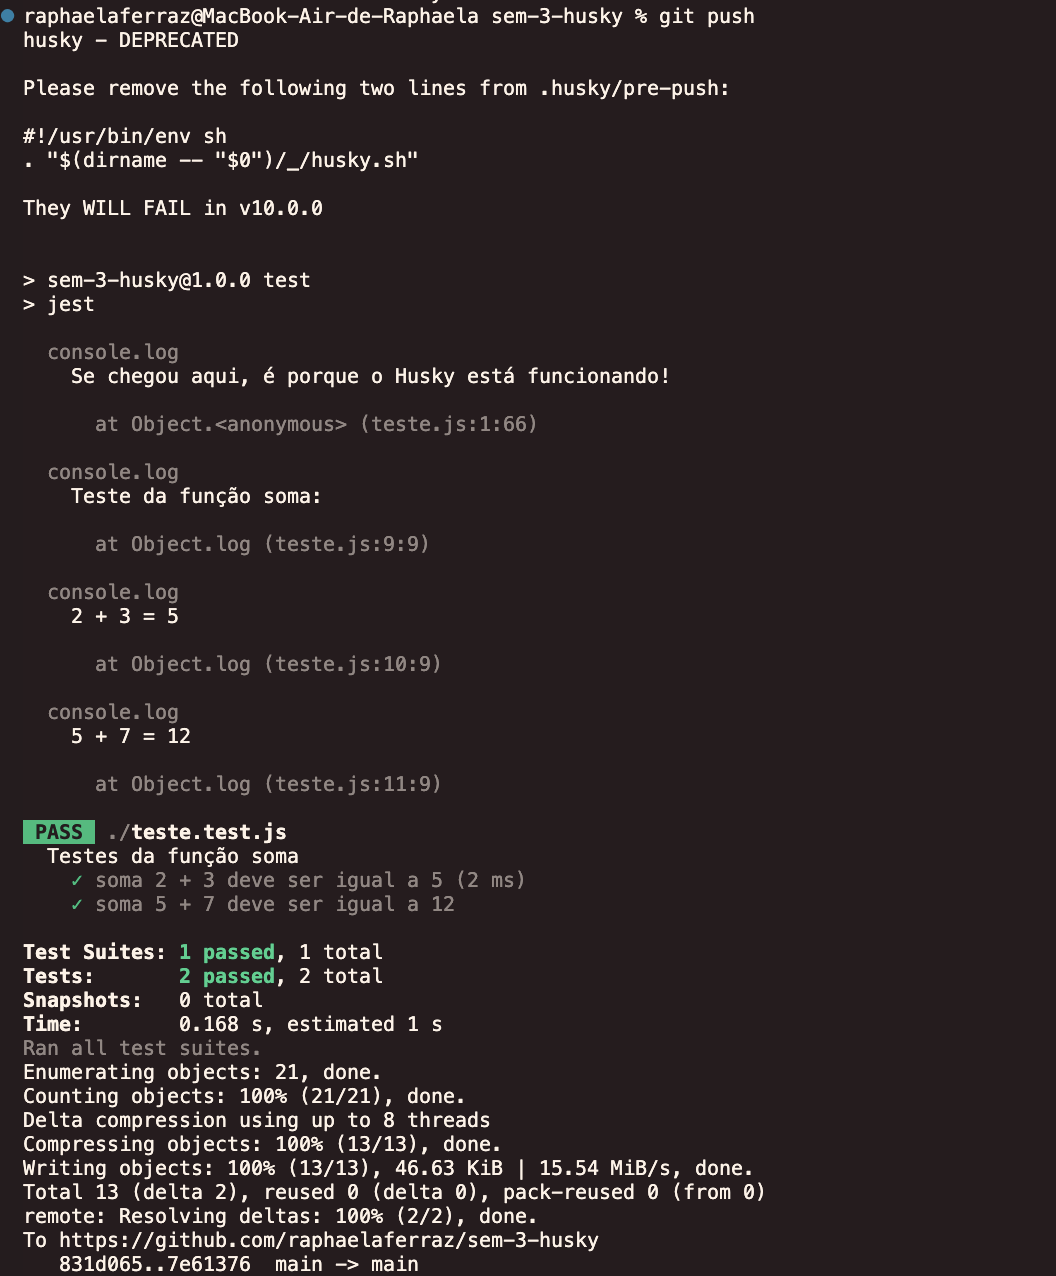 raphaelaferraz@MacBook-Air-de-Raphaela sem-3-husky % git push
husky - DEPRECATED
Please remove the following two lines from .husky/pre-push:
#!/usr/bin/env sh
. "$(dirname -- "$0")/_/husky.sh"
They WILL FAIL in v10.0.0
> sem-3-husky@1.0.0 test
> jest
console.log
Se chegou aqui, é porque o Husky está funcionando!
at Object.<anonymous> (teste.js:1:66)
console.log
Teste da função soma:
at Object.log (teste.js:9:9)
console.log
2 + 3 = 5
at Object.log (teste.js:10:9)
console.log
5 + 7 = 12
at Object.log (teste.js:11:9)
PASS ./teste.test.js
Testes da função soma
✓ soma 2 + 3 deve ser igual a 5 (2 ms)
✓ soma 5 + 7 deve ser igual a 12
Test Suites: 1 passed, 1 total
Tests: 2 passed, 2 total
Snapshots: 0 total
Time: 0.168 s, estimated 1 s
Ran all test suites.
Enumerating objects: 21, done.
Counting objects: 100% (21/21), done.
Delta compression using up to 8 threads
Compressing objects: 100% (13/13), done.
Writing objects: 100% (13/13), 46.63 KiB | 15.54 MiB/s, done.
Total 13 (delta 2), reused 0 (delta 0), pack-reused 0 (from 0)
remote: Resolving deltas: 100% (2/2), done.
To https://github.com/raphaelaferraz/sem-3-husky
831d065..7e61376 main -> main